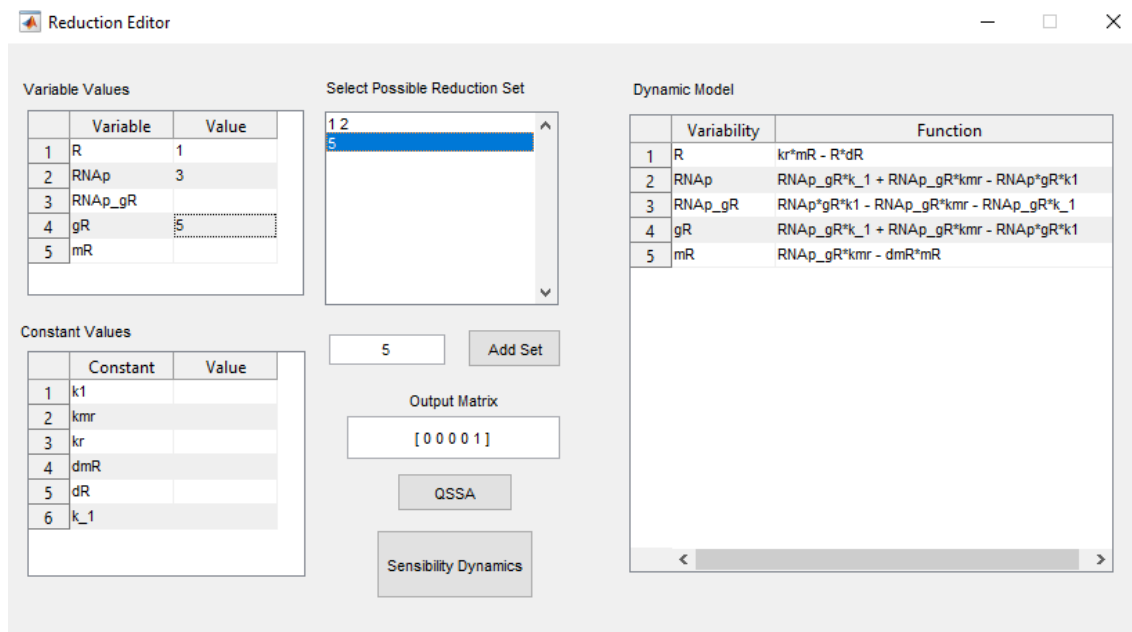 Reduction Editor
Variable Values
Variable Value
1 R 1
2 RNAp 3
3 RNAp_gR
4 gR 5
5 mR
Constant Values
Constant Value
1 k1
2 kmr
3 kr
4 dmR
5 dR
6 k_1
Select Possible Reduction Set
1 2
5
5 Add Set
Output Matrix
[ 0 0 0 0 1 ]
QSSA
Sensibility Dynamics
Dynamic Model
Variability Function
1 R kr*mR - R*dR
2 RNAp RNAp_gR*k_1 + RNAp_gR*kmr - RNAp*gR*k1
3 RNAp_gR RNAp*gR*k1 - RNAp_gR*kmr - RNAp_gR*k_1
4 gR RNAp_gR*k_1 + RNAp_gR*kmr - RNAp*gR*k1
5 mR RNAp_gR*kmr - dmR*mR